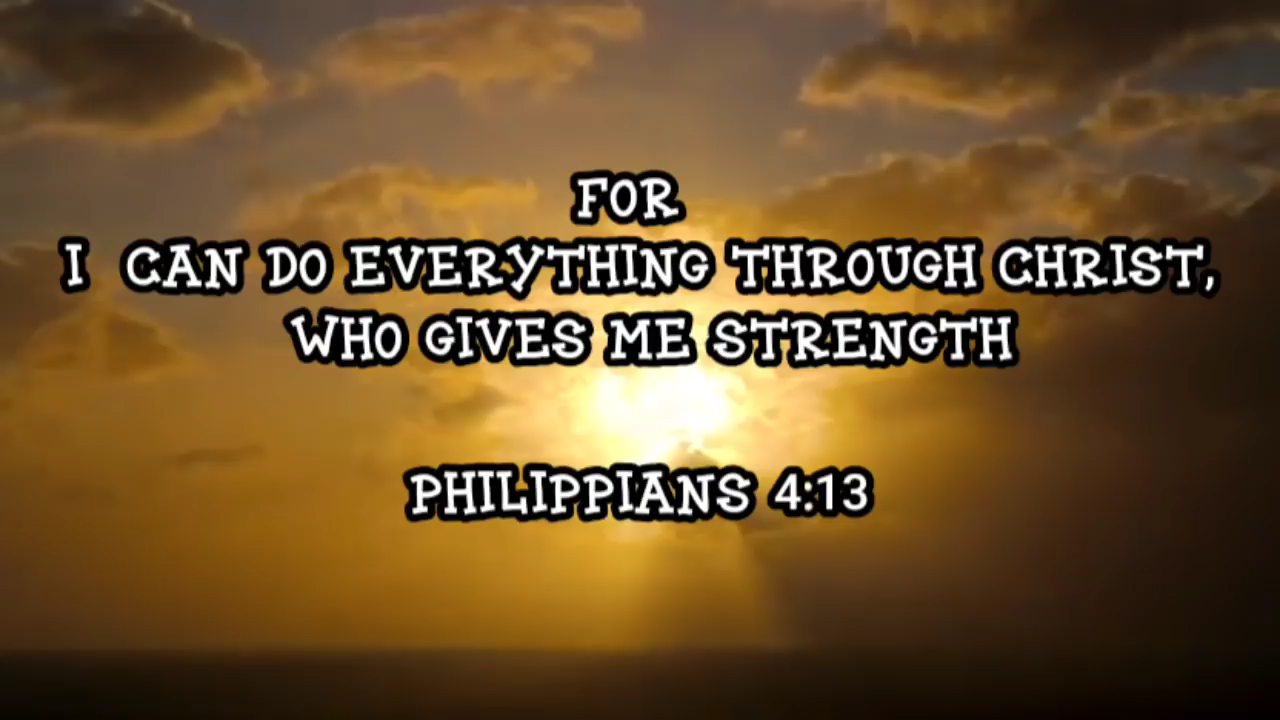 FOR
I CAN DO EVERYTHING THROUGH CHRIST,
WHO GIVES ME STRENGTH
PHILIPPIANS 4:13